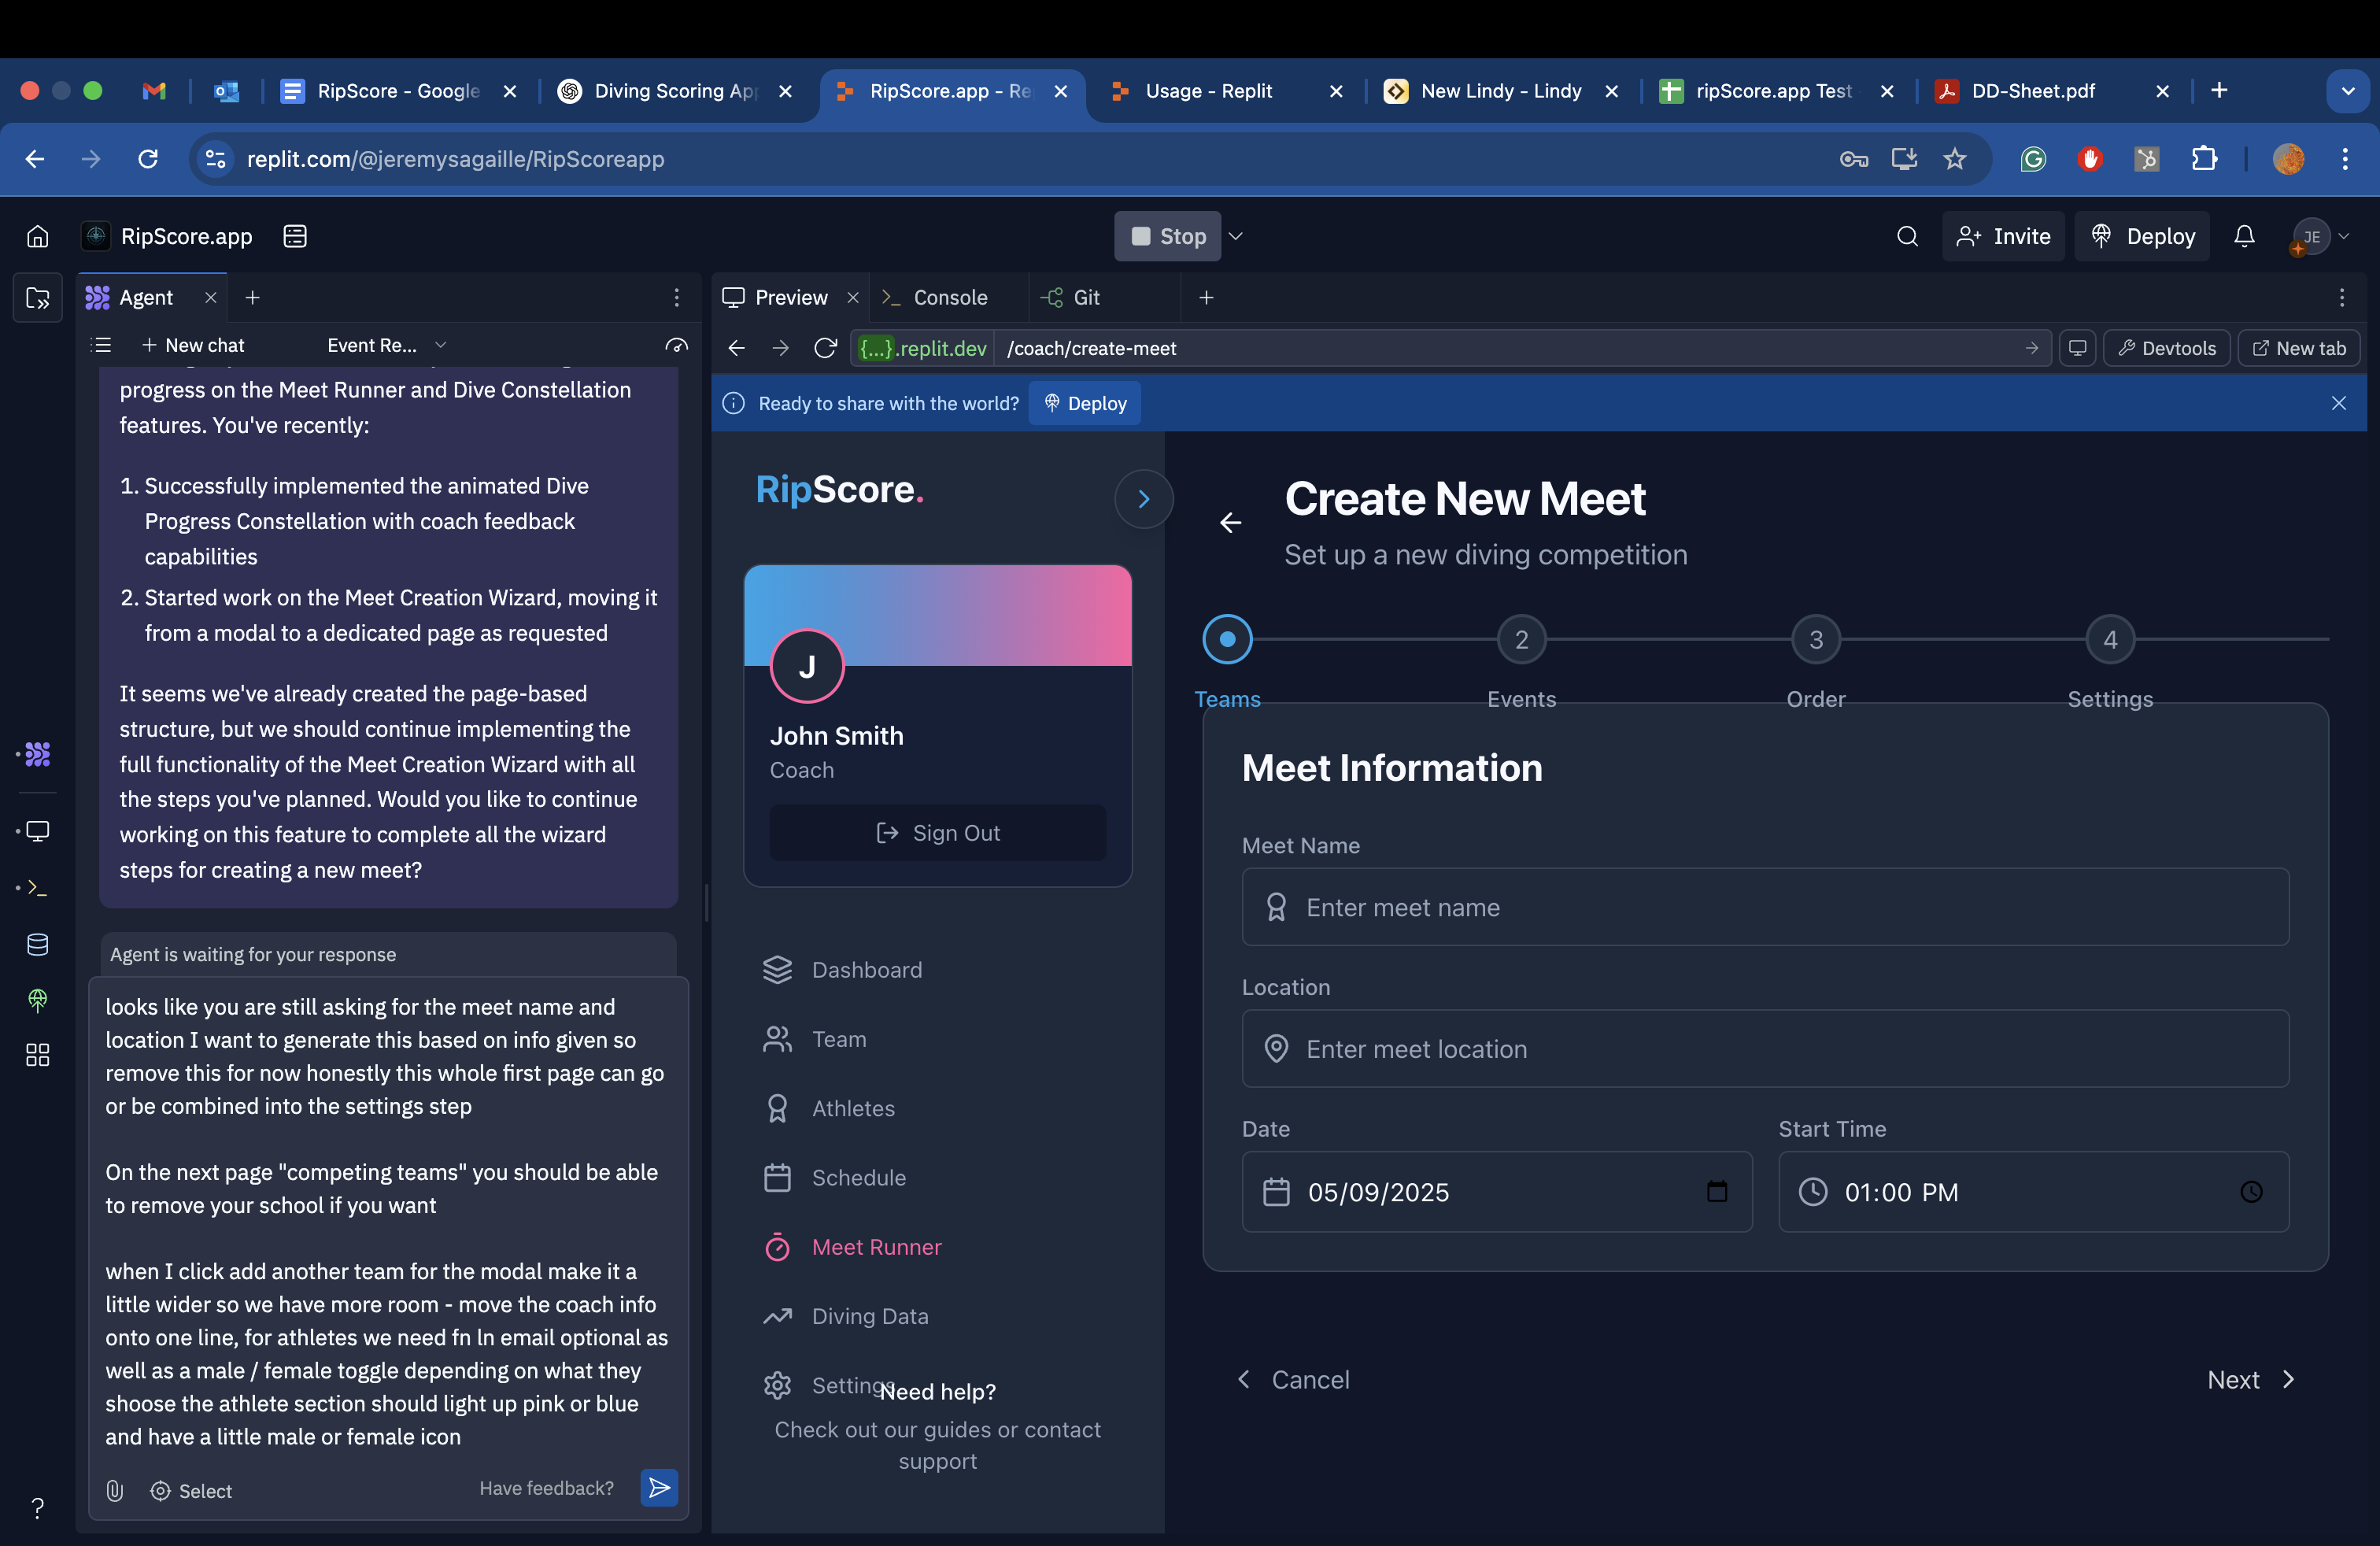 RipScore - Google
Diving Scoring App
RipScore.app - Re
Usage - Replit
New Lindy - Lindy
ripScore.app Test
DD-Sheet.pdf
replit.com/@jeremysagaille/RipScoreapp
RipScore.app
Stop
Invite
Deploy
JE
Agent
New chat
Event Re...
progress on the Meet Runner and Dive Constellation
features. You've recently:
1. Successfully implemented the animated Dive
Progress Constellation with coach feedback
capabilities
2. Started work on the Meet Creation Wizard, moving it
from a modal to a dedicated page as requested
It seems we've already created the page-based
structure, but we should continue implementing the
full functionality of the Meet Creation Wizard with all
the steps you've planned. Would you like to continue
working on this feature to complete all the wizard
steps for creating a new meet?
Agent is waiting for your response
looks like you are still asking for the meet name and
location I want to generate this based on info given so
remove this for now honestly this whole first page can go
or be combined into the settings step
On the next page "competing teams" you should be able
to remove your school if you want
when I click add another team for the modal make it a
little wider so we have more room - move the coach info
onto one line, for athletes we need fn ln email optional as
well as a male / female toggle depending on what they
shoose the athlete section should light up pink or blue
and have a little male or female icon
Select
Have feedback?
Preview
Console
Git
{...}.replit.dev
/coach/create-meet
Devtools
New tab
Ready to share with the world?
Deploy
RipScore.
J
John Smith
Coach
Sign Out
Dashboard
Team
Athletes
Schedule
Meet Runner
Diving Data
Settings
Need help?
Check out our guides or contact
support
Create New Meet
Set up a new diving competition
2
3
4
Teams
Events
Order
Settings
Meet Information
Meet Name
Enter meet name
Location
Enter meet location
Date
Start Time
05/09/2025
01:00 PM
Cancel
Next